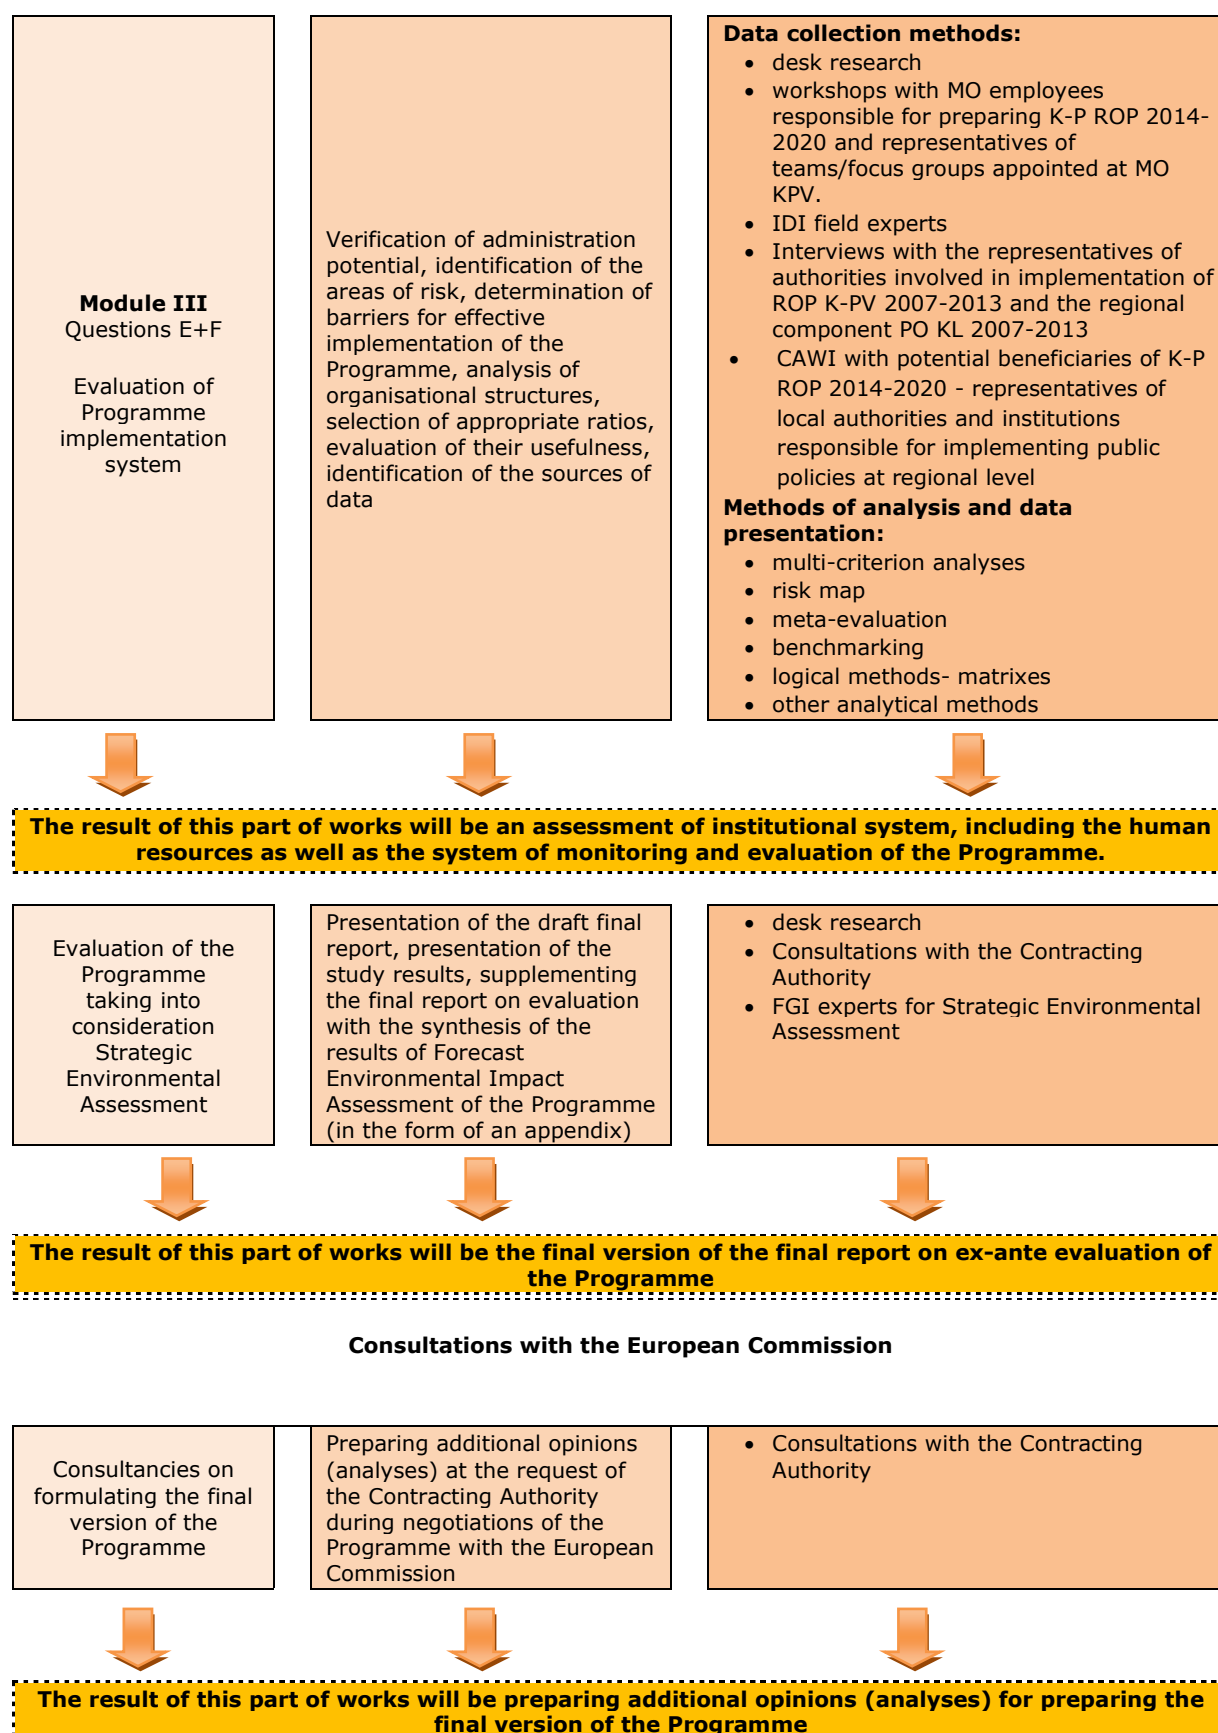 Module III
Questions E+F
Evaluation of
Programme
implementation
system
Verification of administration
potential, identification of the
areas of risk, determination of
barriers for effective
implementation of the
Programme, analysis of
organisational structures,
selection of appropriate ratios,
evaluation of their usefulness,
identification of the sources of
data
Data collection methods:
• desk research
• workshops with MO employees
responsible for preparing K-P ROP 2014-
2020 and representatives of
teams/focus groups appointed at MO
KPV.
• IDI field experts
• Interviews with the representatives of
authorities involved in implementation of
ROP K-PV 2007-2013 and the regional
component PO KL 2007-2013
• CAWI with potential beneficiaries of K-P
ROP 2014-2020 - representatives of
local authorities and institutions
responsible for implementing public
policies at regional level
Methods of analysis and data
presentation:
• multi-criterion analyses
• risk map
• meta-evaluation
• benchmarking
• logical methods- matrixes
• other analytical methods
The result of this part of works will be an assessment of institutional system, including the human
resources as well as the system of monitoring and evaluation of the Programme.
Evaluation of the
Programme
taking into
consideration
Strategic
Environmental
Assessment
Presentation of the draft final
report, presentation of the
study results, supplementing
the final report on evaluation
with the synthesis of the
results of Forecast
Environmental Impact
Assessment of the Programme
(in the form of an appendix)
• desk research
• Consultations with the Contracting
Authority
• FGI experts for Strategic Environmental
Assessment
The result of this part of works will be the final version of the final report on ex-ante evaluation of
the Programme
Consultations with the European Commission
Consultancies on
formulating the final
version of the
Programme
Preparing additional opinions
(analyses) at the request of
the Contracting Authority
during negotiations of the
Programme with the European
Commission
• Consultations with the Contracting
Authority
The result of this part of works will be preparing additional opinions (analyses) for preparing the
final version of the Programme